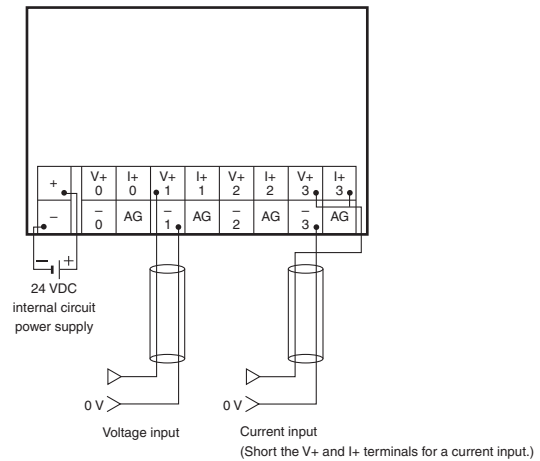 + V+ I+ V+ I+ V+ I+ V+ I+
0 0 1 1 2 2 3 3
− − AG − AG − AG − AG
0 1 2 3
− +
24 VDC
internal circuit
power supply
0 V 0 V
Voltage input
Current input
(Short the V+ and I+ terminals for a current input.)